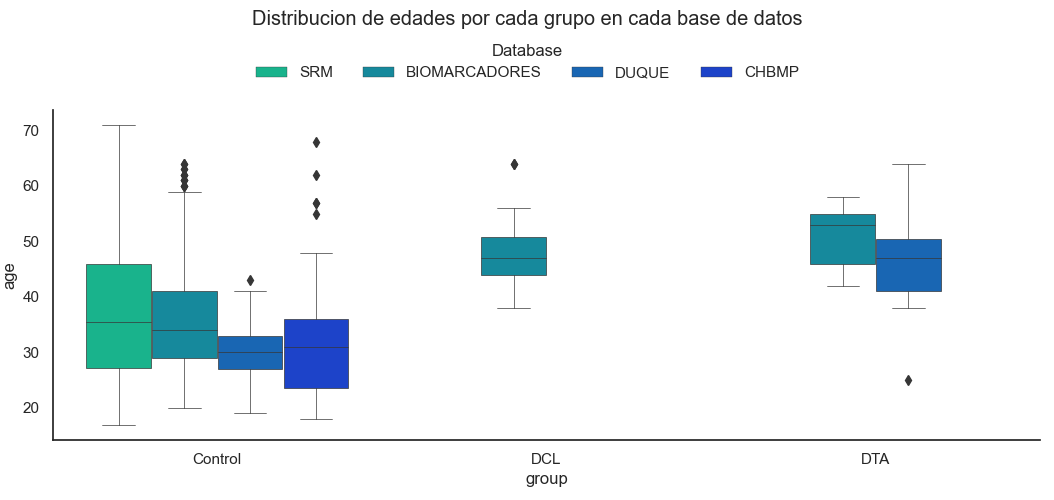 Distribucion de edades por cada grupo en cada base de datos
Database
SRM BIOMARCADORES DUQUE CHBMP
70
60
50
40
30
20
age
Control DCL DTA
group